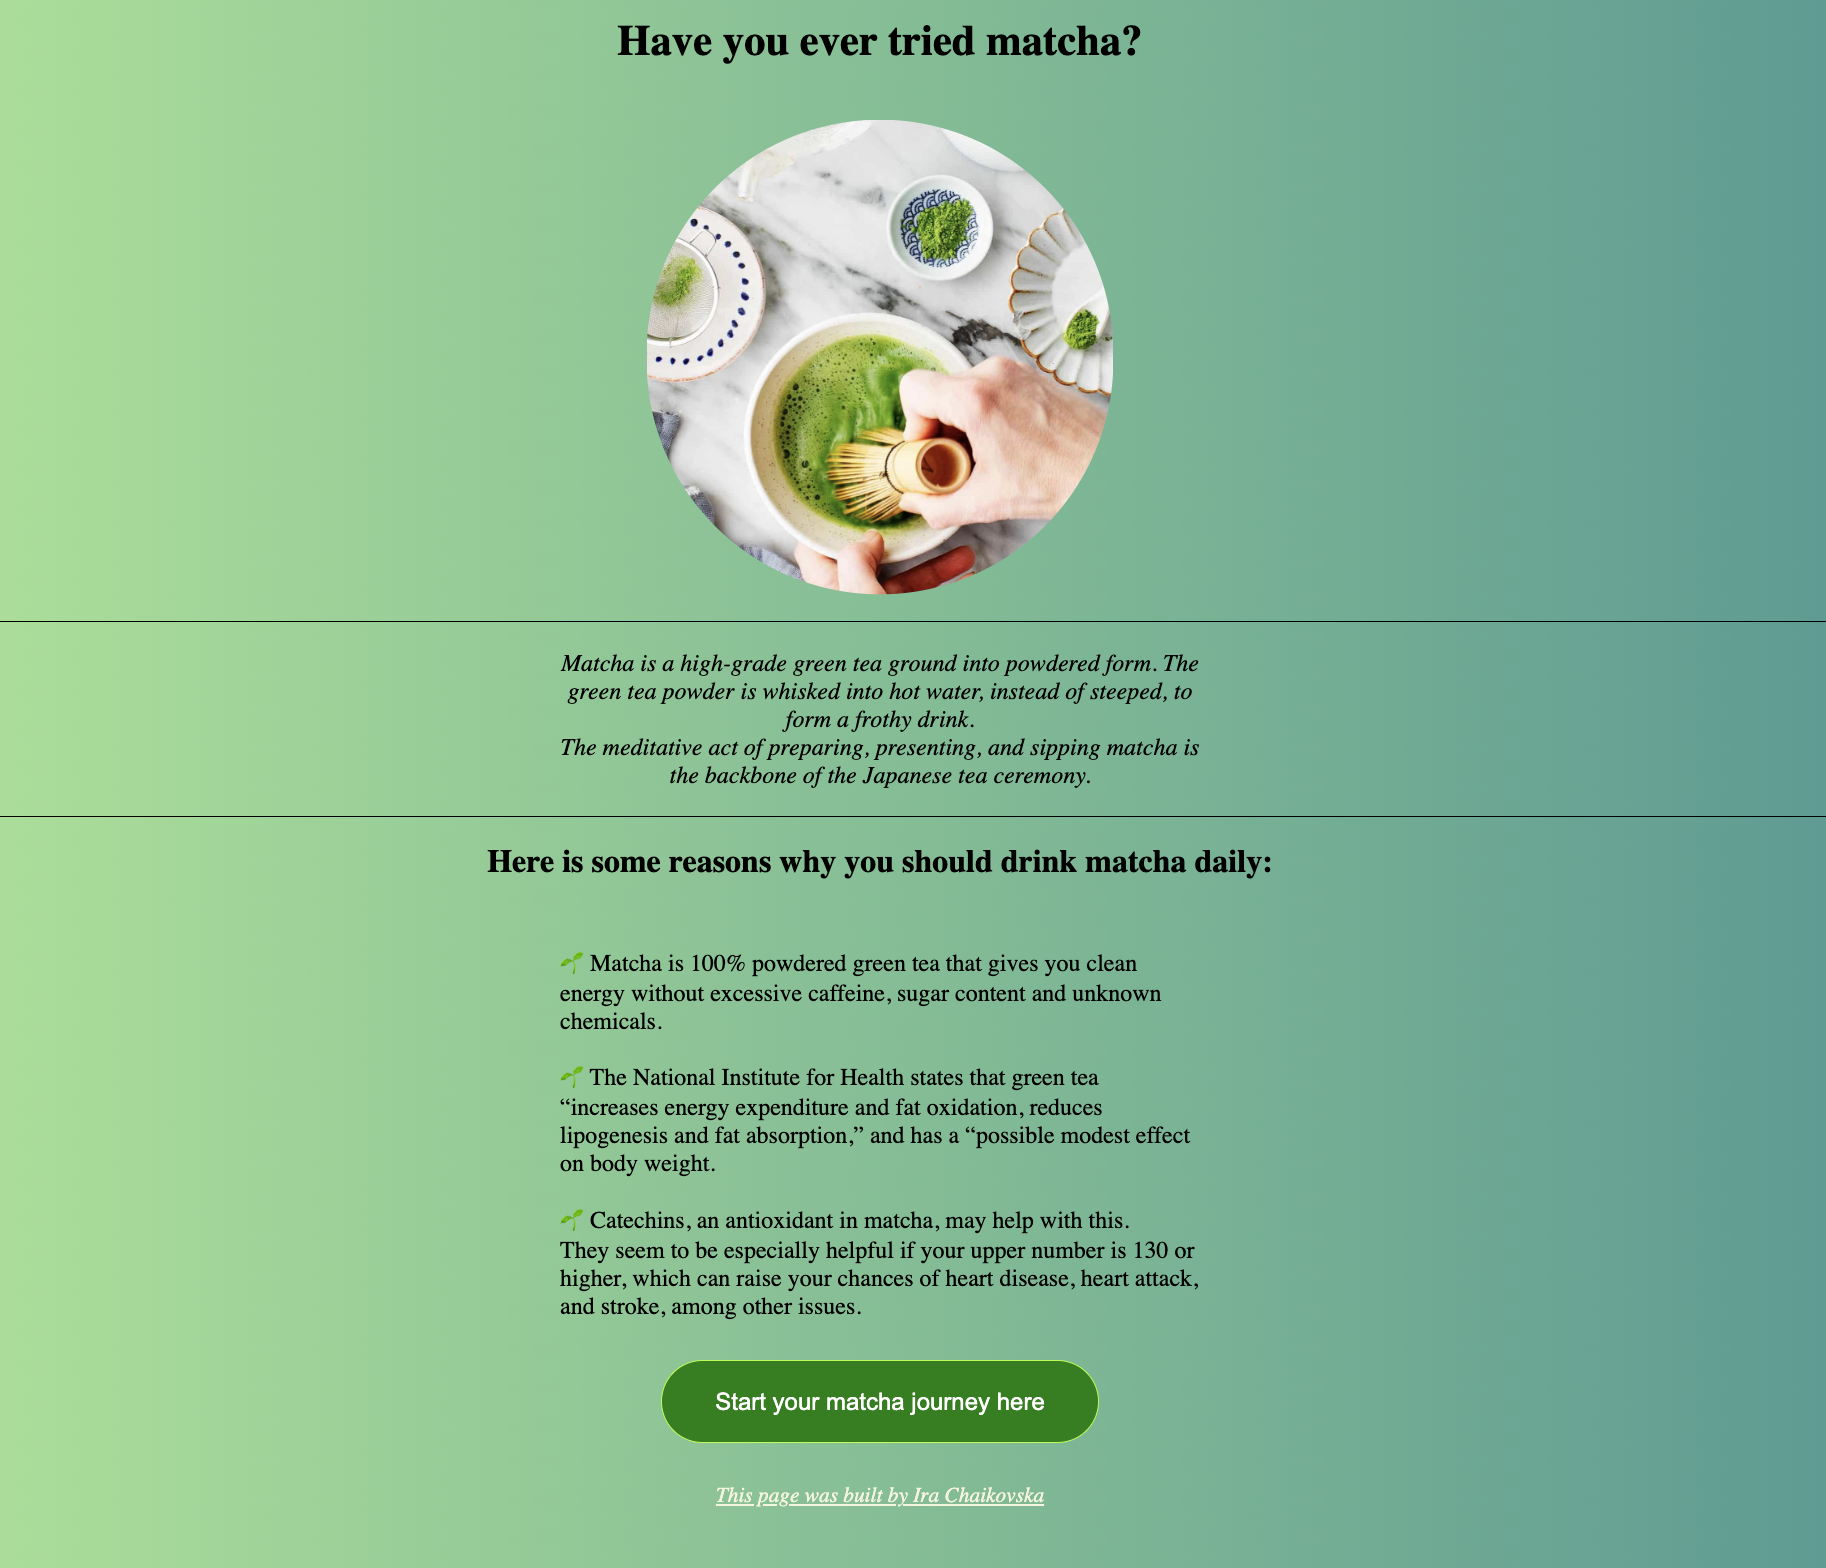 Have you ever tried matcha?
Matcha is a high-grade green tea ground into powdered form. The
green tea powder is whisked into hot water, instead of steeped, to
form a frothy drink.
The meditative act of preparing, presenting, and sipping matcha is
the backbone of the Japanese tea ceremony.
Here is some reasons why you should drink matcha daily:
🌱 Matcha is 100% powdered green tea that gives you clean
energy without excessive caffeine, sugar content and unknown
chemicals.
🌱 The National Institute for Health states that green tea
“increases energy expenditure and fat oxidation, reduces
lipogenesis and fat absorption,” and has a “possible modest effect
on body weight.
🌱 Catechins, an antioxidant in matcha, may help with this.
They seem to be especially helpful if your upper number is 130 or
higher, which can raise your chances of heart disease, heart attack,
and stroke, among other issues.
Start your matcha journey here
This page was built by Ira Chaikovska